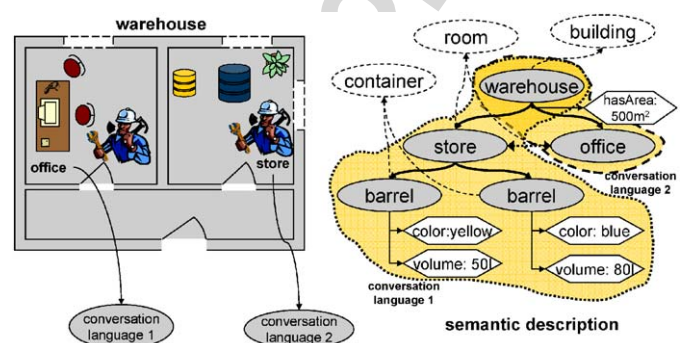 warehouse
office
store
conversation
language 1
conversation
language 2
building
room
container
warehouse
hasArea:
500m²
store
office
conversation
language 2
barrel
barrel
color:yellow
color: blue
volume: 50l
volume: 80l
conversation
language 1
semantic description